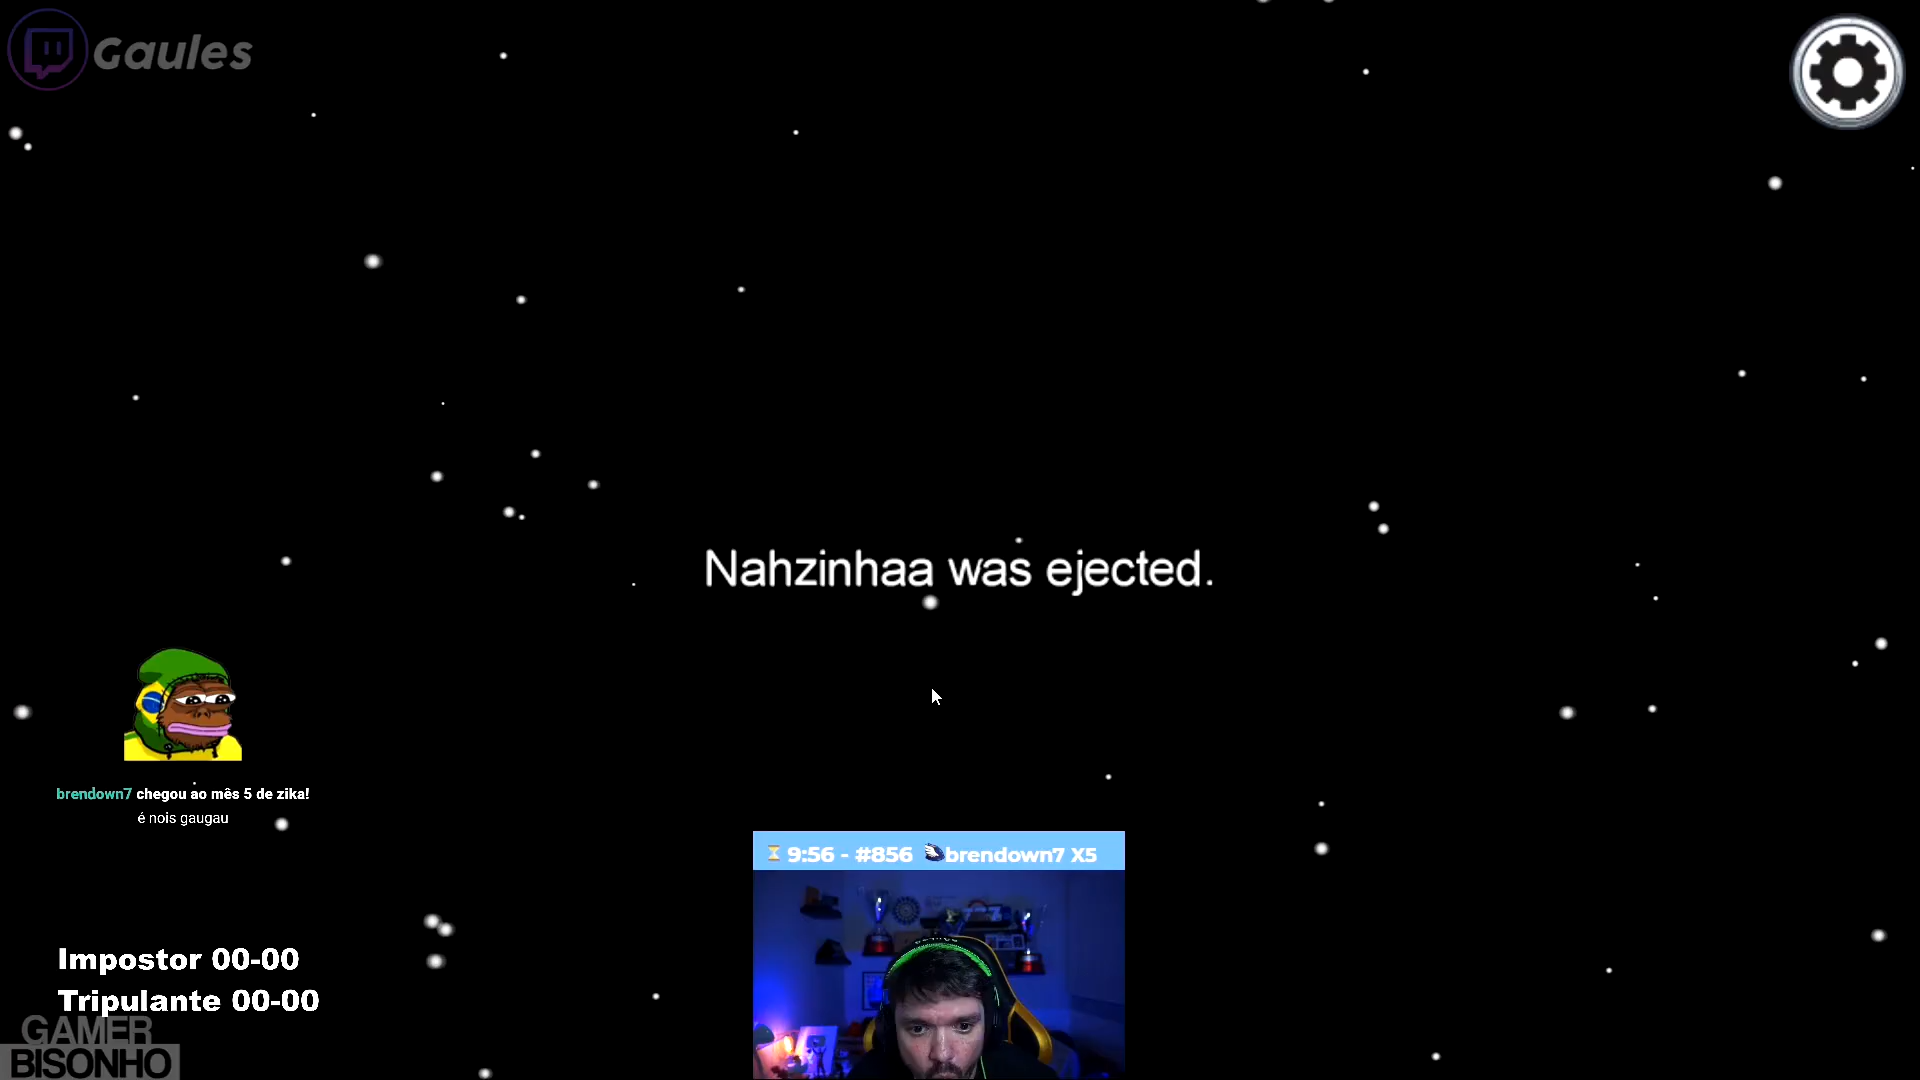 Gaules
Nahzinhaa was ejected.
brendown7 chegou ao mês 5 de zika!
é nois gaugau
9:56 - #856 brendown7 X5
Impostor 00-00
Tripulante 00-00
GAMER
BISONHO